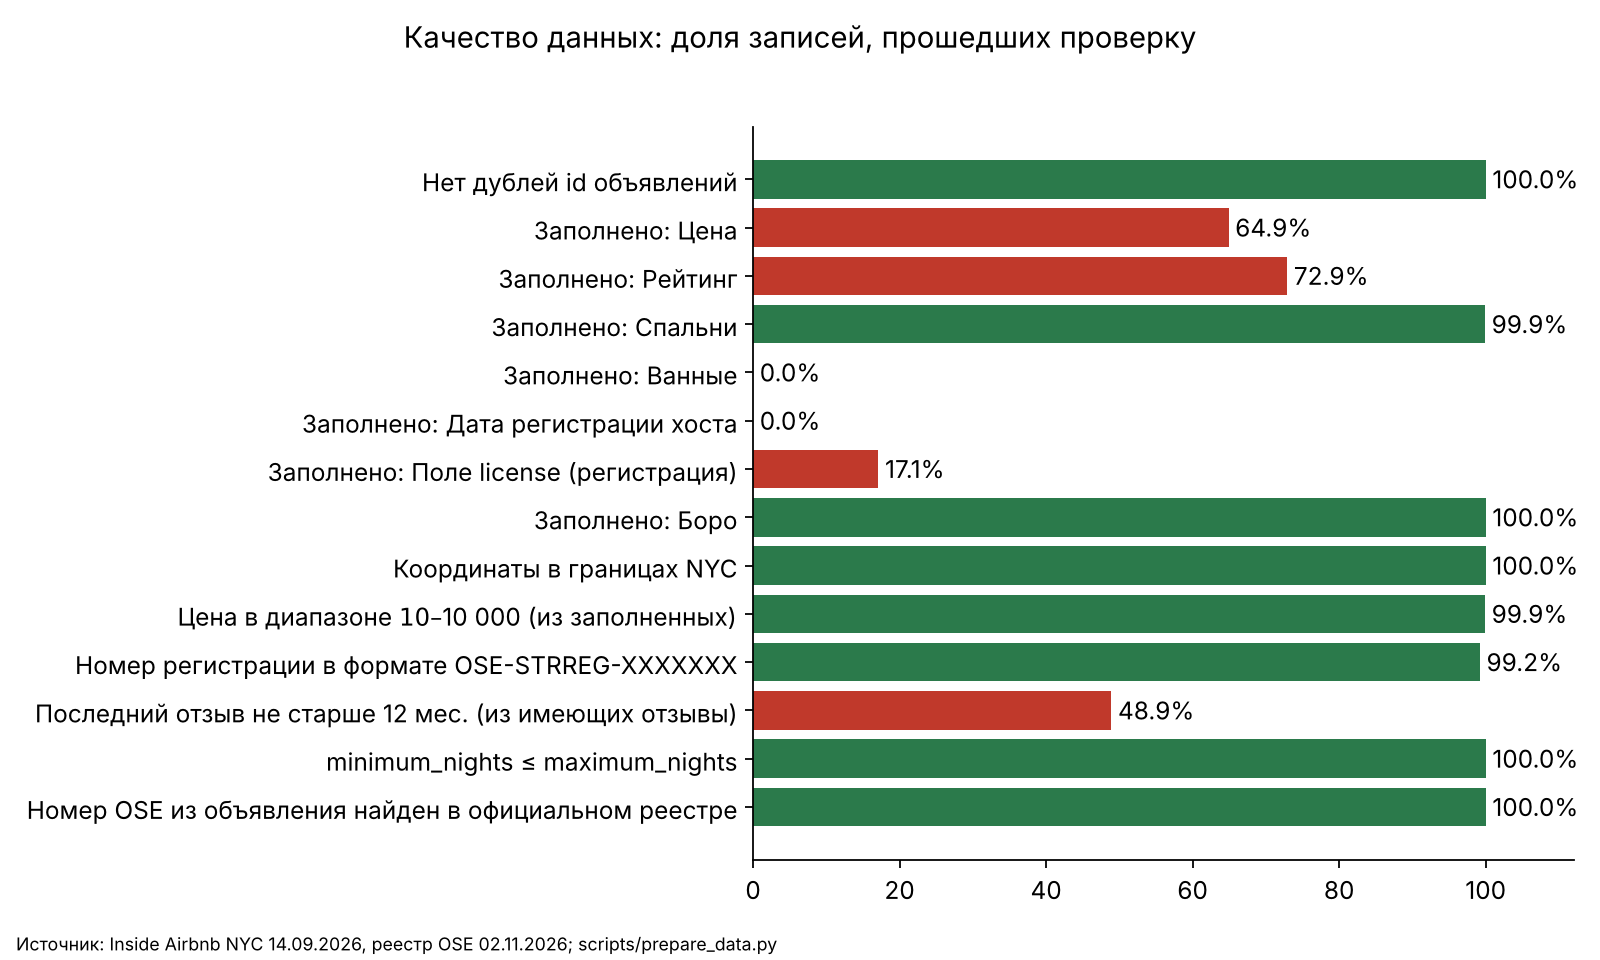 Качество данных: доля записей, прошедших проверку
Нет дублей id объявлений 100.0%
Заполнено: Цена 64.9%
Заполнено: Рейтинг 72.9%
Заполнено: Спальни 99.9%
Заполнено: Ванные 0.0%
Заполнено: Дата регистрации хоста 0.0%
Заполнено: Поле license (регистрация) 17.1%
Заполнено: Боро 100.0%
Координаты в границах NYC 100.0%
Цена в диапазоне 10–10 000 (из заполненных) 99.9%
Номер регистрации в формате OSE-STRREG-XXXXXXX 99.2%
Последний отзыв не старше 12 мес. (из имеющих отзывы) 48.9%
minimum_nights ≤ maximum_nights 100.0%
Номер OSE из объявления найден в официальном реестре 100.0%
0 20 40 60 80 100
Источник: Inside Airbnb NYC 14.09.2026, реестр OSE 02.11.2026; scripts/prepare_data.py